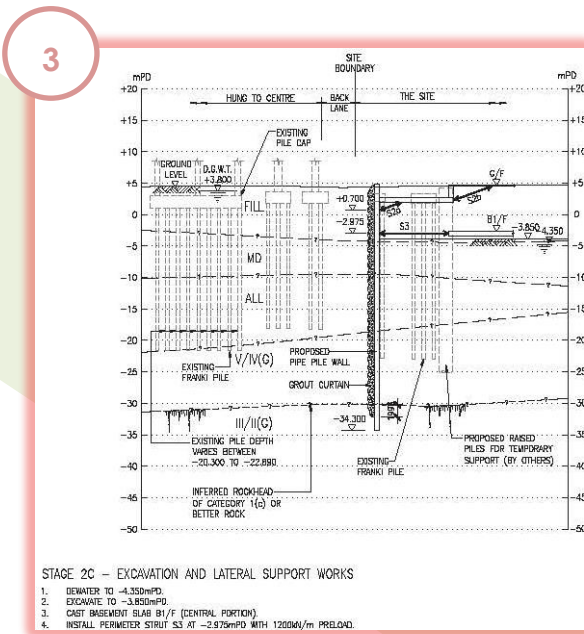 3
SITE
BOUNDARY
mPD
mPD
HUNG TO CENTRE
BACK
LANE
THE SITE
+20
+20
+15
+15
EXISTING
PILE CAP
GROUND
LEVEL
D.G.W.T.
+3.800
G/F
+10
+10
+5
+5
FILL
+0.700
S2a
S2b
B1/F
0
0
-2.975
S3
-3.850
-4.350
-5
-5
MD
-10
-10
ALL
-15
-15
-20
-20
EXISTING
FRANKI PILE
V/IV(G)
PROPOSED
PIPE PILE WALL
-25
-25
GROUT CURTAIN
-30
-30
III/II(G)
-34.300
-35
-35
EXISTING PILE DEPTH
VARIES BETWEEN
-20.300 TO -22.690
EXISTING
FRANKI PILE
PROPOSED RAISED
PILES FOR TEMPORARY
SUPPORT (BY OTHERS)
-40
-40
INFERRED ROCKHEAD
OF CATEGORY 1(c) OR
BETTER ROCK
-45
-45
-50
-50
STAGE 2C - EXCAVATION AND LATERAL SUPPORT WORKS
1. DEWATER TO -4.350mPD.
2. EXCAVATE TO -3.850mPD.
3. CAST BASEMENT SLAB B1/F (CENTRAL PORTION).
4. INSTALL PERIMETER STRUT S3 AT -2.975mPD WITH 1200kN/m PRELOAD.